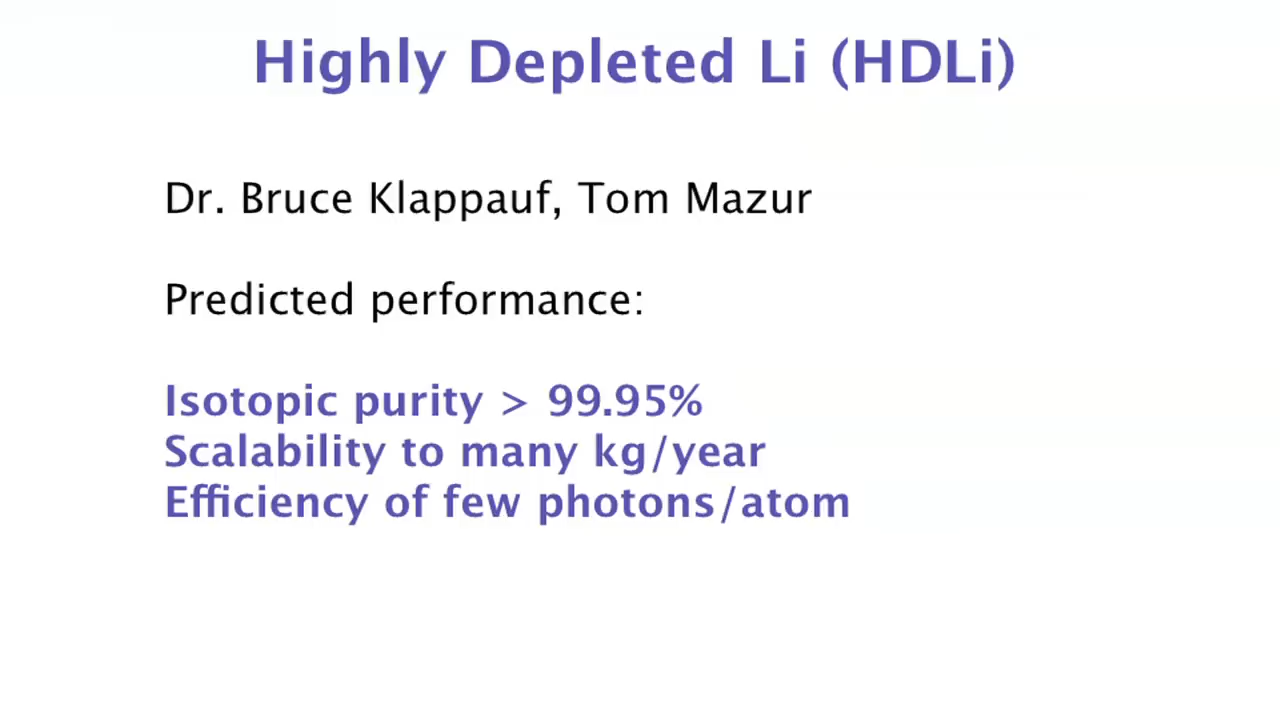 Highly Depleted Li (HDLi)
Dr. Bruce Klappauf, Tom Mazur
Predicted performance:
Isotopic purity > 99.95%
Scalability to many kg/year
Efficiency of few photons/atom